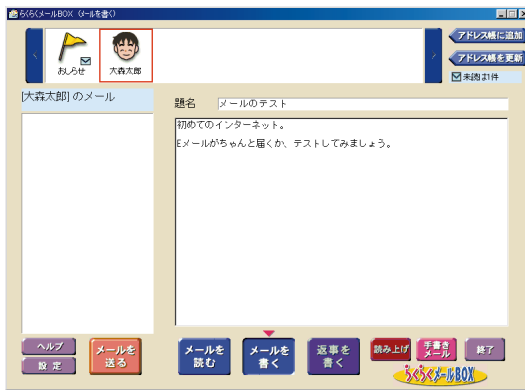 らくらくメールBOX (メールを書く)
アドレス帳に追加
アドレス帳を更新
おしらせ
大森太郎
未読 31件
[大森太郎] のメール
題名
メールのテスト
初めてのインターネット。
Eメールがちゃんと届くか、テストしてみましょう。
ヘルプ
設定
メールを
送る
メールを
読む
メールを
書く
返事を
書く
読み上げ
手書き
メール
終了
らくらくメールBOX